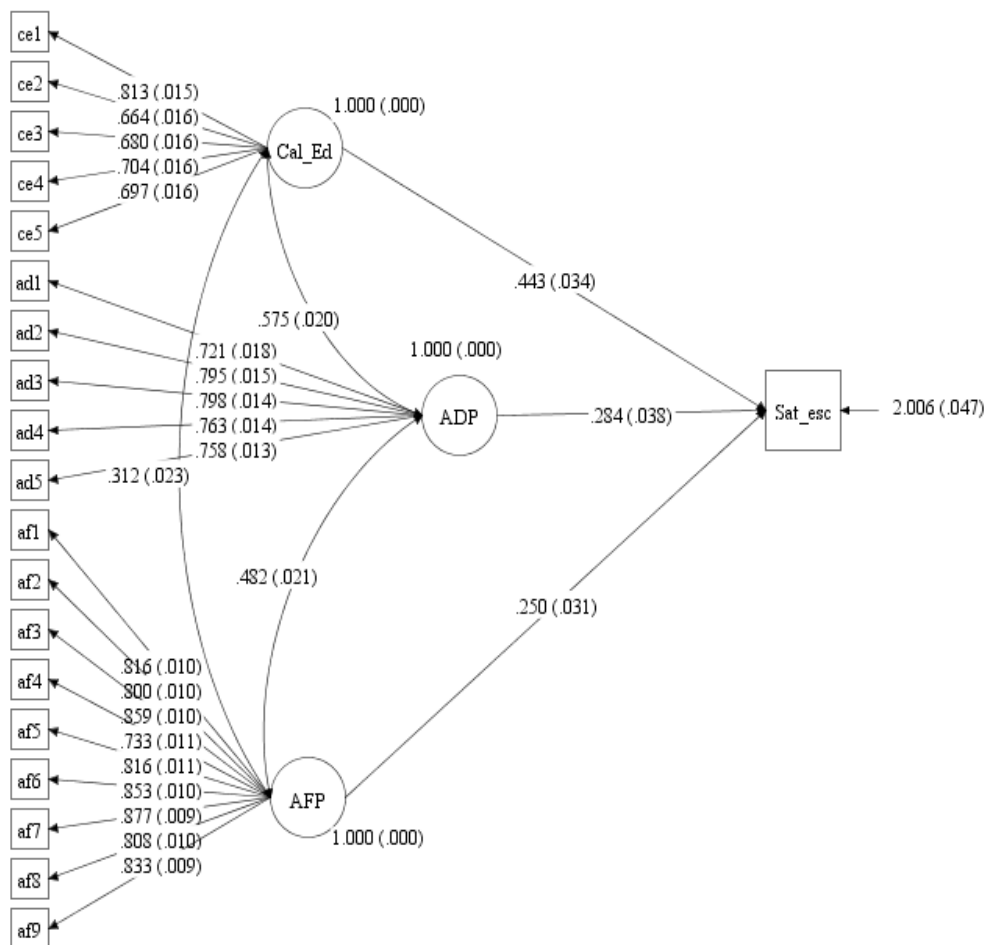 ce1
ce2
ce3
ce4
ce5
ad1
ad2
ad3
ad4
ad5
af1
af2
af3
af4
af5
af6
af7
af8
af9
.813 (.015)
.664 (.016)
.680 (.016)
.704 (.016)
.697 (.016)
1.000 (.000)
Cal_Ed
.443 (.034)
.575 (.020)
.721 (.018)
.795 (.015)
.798 (.014)
.763 (.014)
.758 (.013)
1.000 (.000)
ADP
.284 (.038)
Sat_esc
2.006 (.047)
.312 (.023)
.482 (.021)
.250 (.031)
.816 (.010)
.800 (.010)
.859 (.010)
.733 (.011)
.816 (.011)
.853 (.010)
.877 (.009)
.808 (.010)
.833 (.009)
AFP
1.000 (.000)